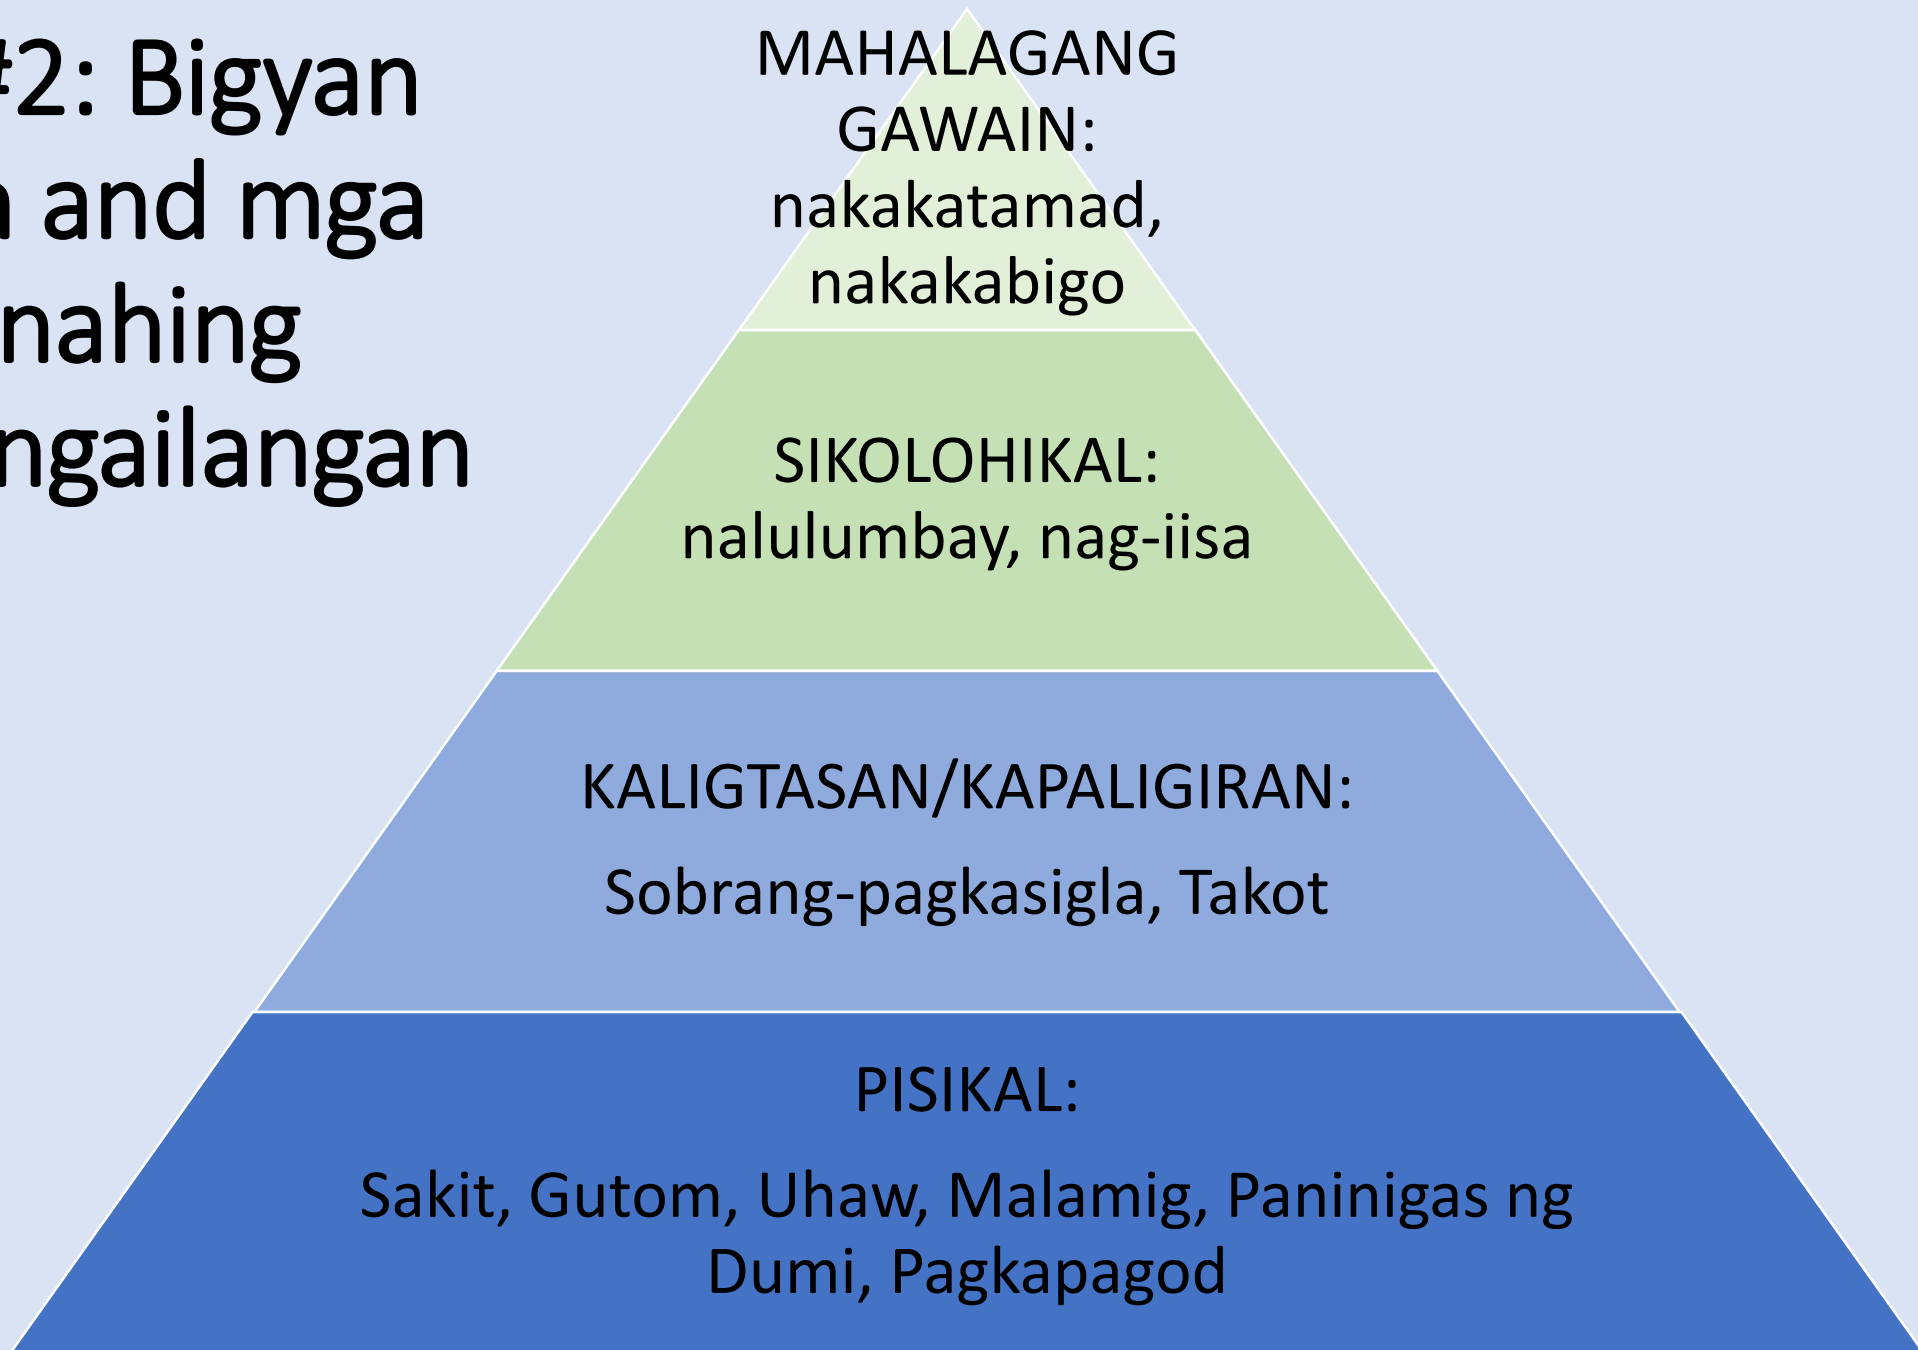 #2: Bigyan
and mga
nahing
ngailangan
MAHALAGANG
GAWAIN:
nakakatamad,
nakakabigo
SIKOLOHIKAL:
nalulumbay, nag-iisa
KALIGTASAN/KAPALIGIRAN:
Sobrang-pagkasigla, Takot
PISIKAL:
Sakit, Gutom, Uhaw, Malamig, Paninigas ng
Dumi, Pagkapagod